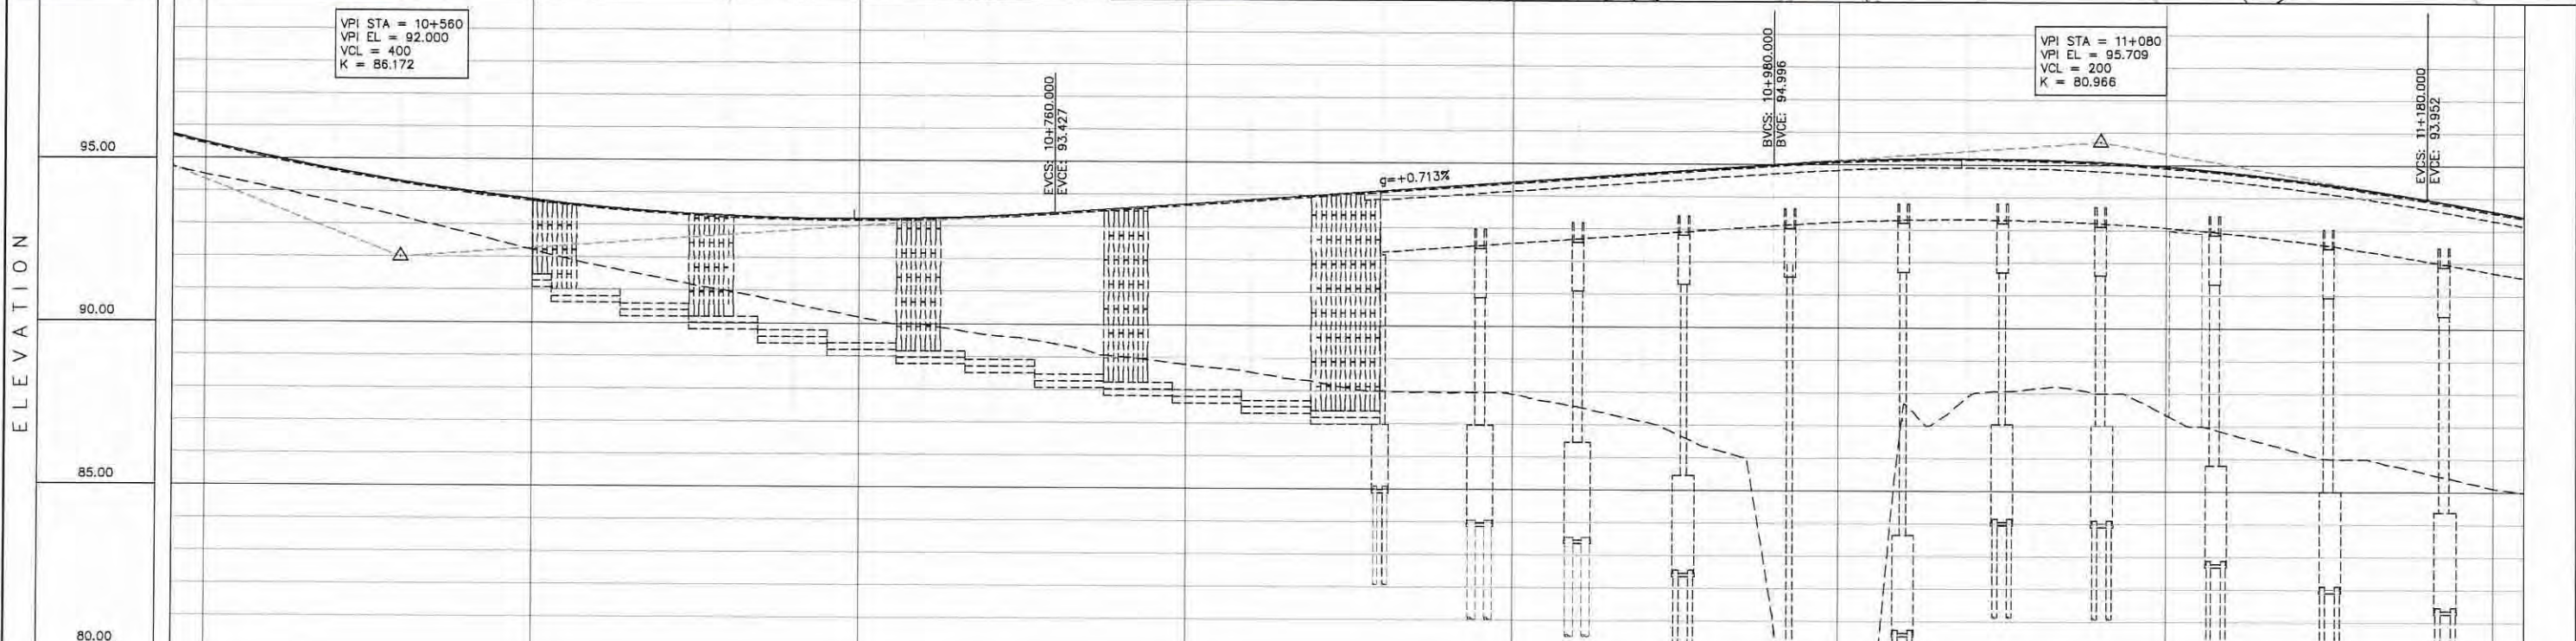 VPI STA = 10+560
VPI EL = 92.000
VCL = 400
K = 86.172
EVCS: 10+760.000
EVCE: 93.427
BVCS: 10+980.000
BVCE: 94.996
VPI STA = 11+080
VPI EL = 95.709
VCL = 200
K = 80.966
EVCS: 11+180.000
EVCE: 93.952
g=+0.713%
ELEVATION
95.00
90.00
85.00
80.00